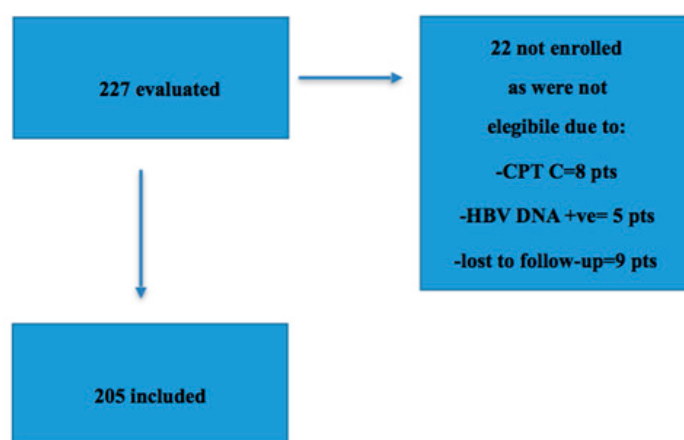 227 evaluated
22 not enrolled
as were not
elegibile due to:
-CPT C=8 pts
-HBV DNA +ve= 5 pts
-lost to follow-up=9 pts
205 included